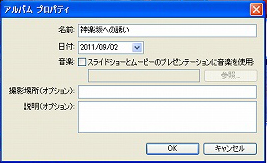 アルバム プロパティ
名前: 神楽坂への誘い
日付: 2011/09/02
音楽: スライドショーとムービーのプレゼンテーションに音楽を使用:
参照...
撮影場所(オプション):
説明(オプション):
OK キャンセル